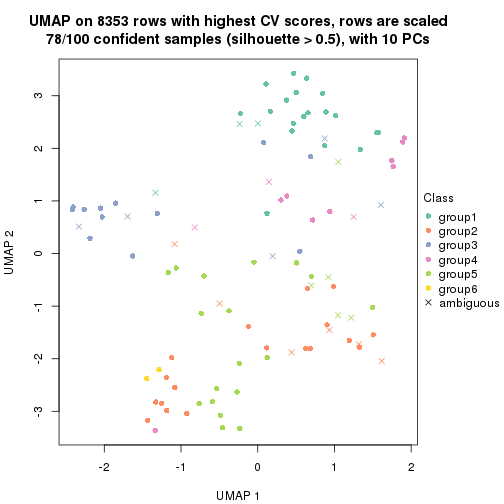 UMAP on 8353 rows with highest CV scores, rows are scaled
78/100 confident samples (silhouette > 0.5), with 10 PCs
3
2
1
0
-1
-2
-3
UMAP 2
-2
-1
0
1
2
UMAP 1
Class
group1
group2
group3
group4
group5
group6
ambiguous